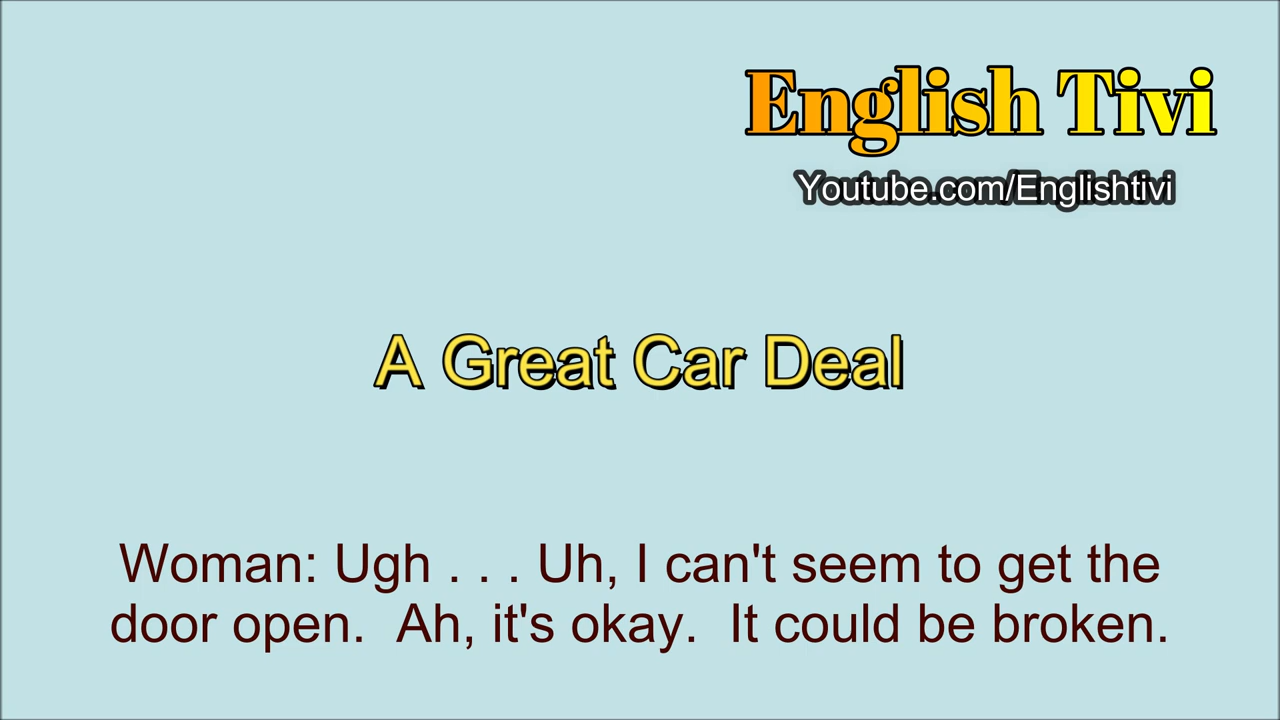 English Tivi
Youtube.com/Englishtivi
A Great Car Deal
Woman: Ugh . . . Uh, I can't seem to get the
door open.  Ah, it's okay.  It could be broken.